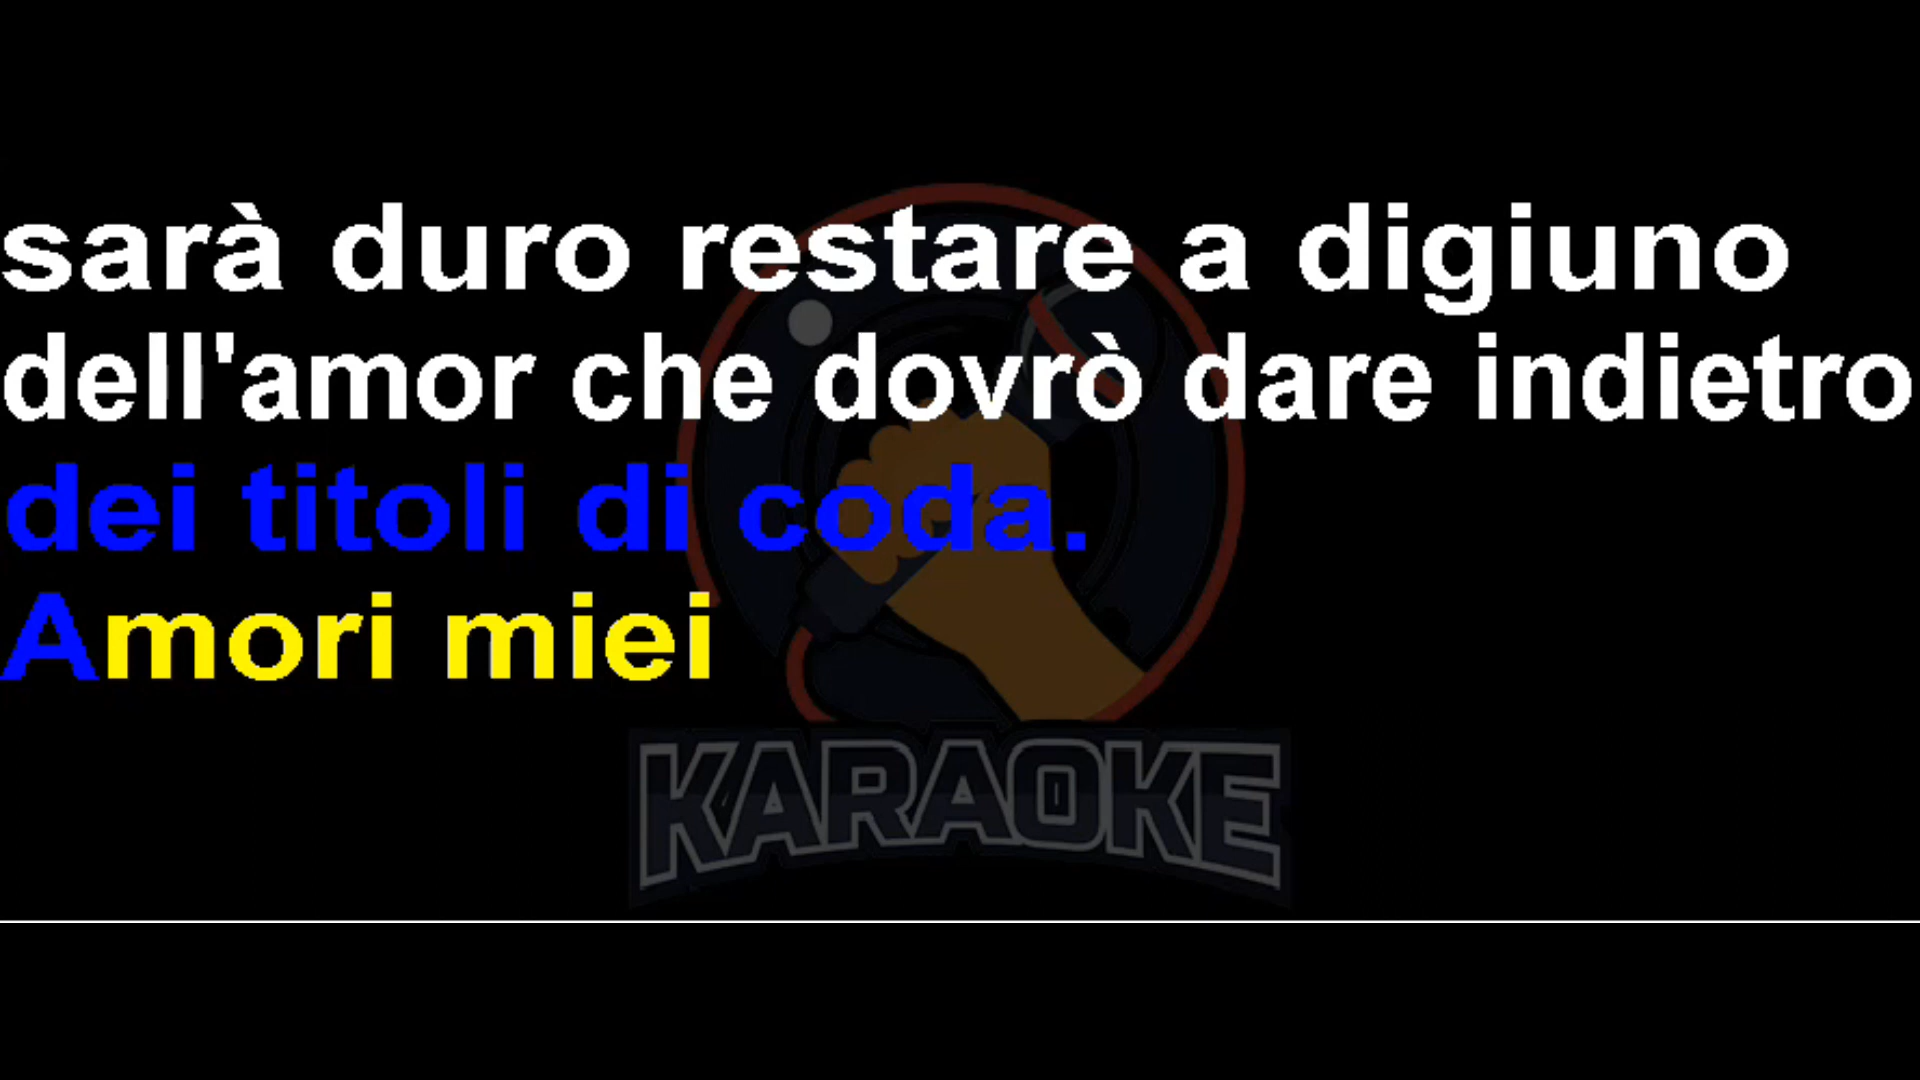 sarà duro restare a digiuno
dell'amor che dovrò dare indietro
dei titoli di coda.
Amori miei
KARAOKE